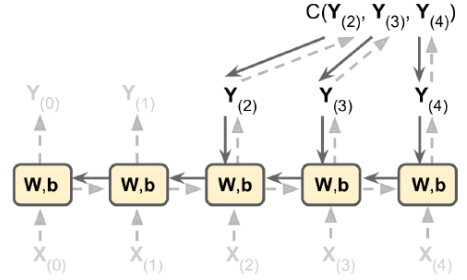 C(Y(2), Y(3), Y(4))
Y(0) Y(1) Y(2) Y(3) Y(4)
W,b W,b W,b W,b W,b
X(0) X(1) X(2) X(3) X(4)